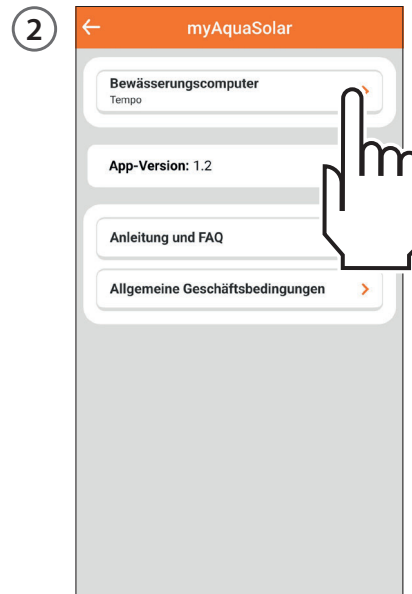 2
myAquaSolar
Bewässerungscomputer
Tempo
App-Version: 1.2
Anleitung und FAQ
Allgemeine Geschäftsbedingungen